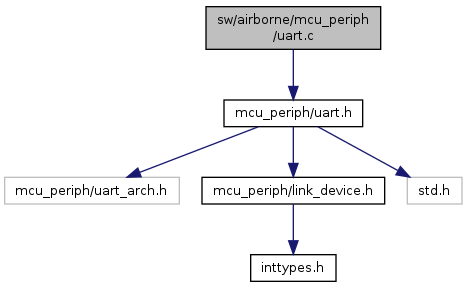 sw/airborne/mcu_periph
/uart.c
mcu_periph/uart.h
mcu_periph/uart_arch.h
mcu_periph/link_device.h
std.h
inttypes.h